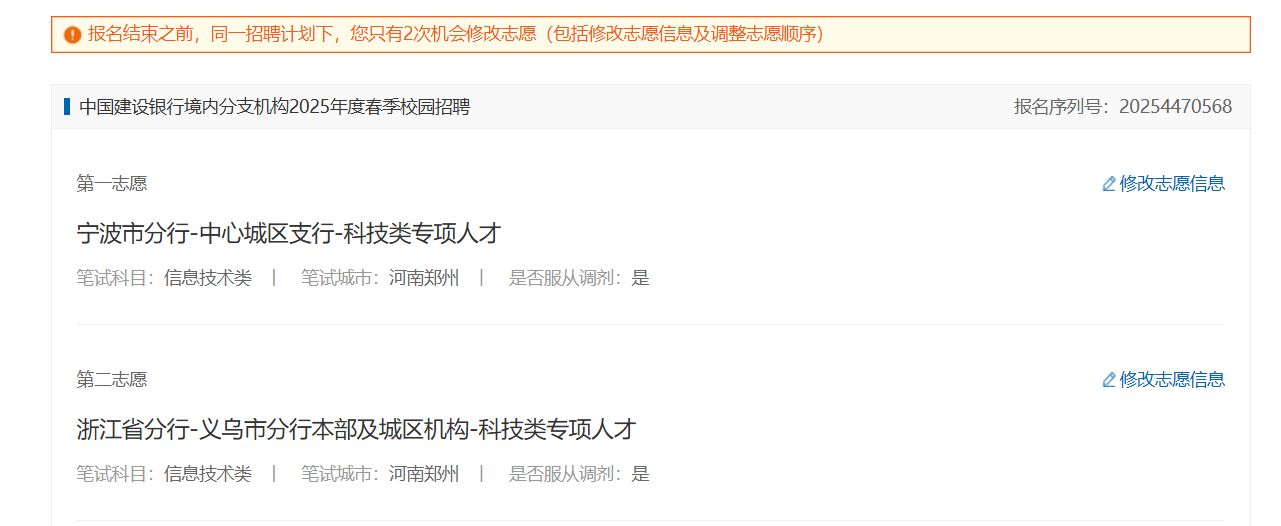 报名结束之前，同一招聘计划下，您只有2次机会修改志愿（包括修改志愿信息及调整志愿顺序）
中国建设银行境内分支机构2025年度春季校园招聘 报名序列号：20254470568
第一志愿 修改志愿信息
宁波市分行-中心城区支行-科技类专项人才
笔试科目：信息技术类 | 笔试城市：河南郑州 | 是否服从调剂：是
第二志愿 修改志愿信息
浙江省分行-义乌市分行本部及城区机构-科技类专项人才
笔试科目：信息技术类 | 笔试城市：河南郑州 | 是否服从调剂：是